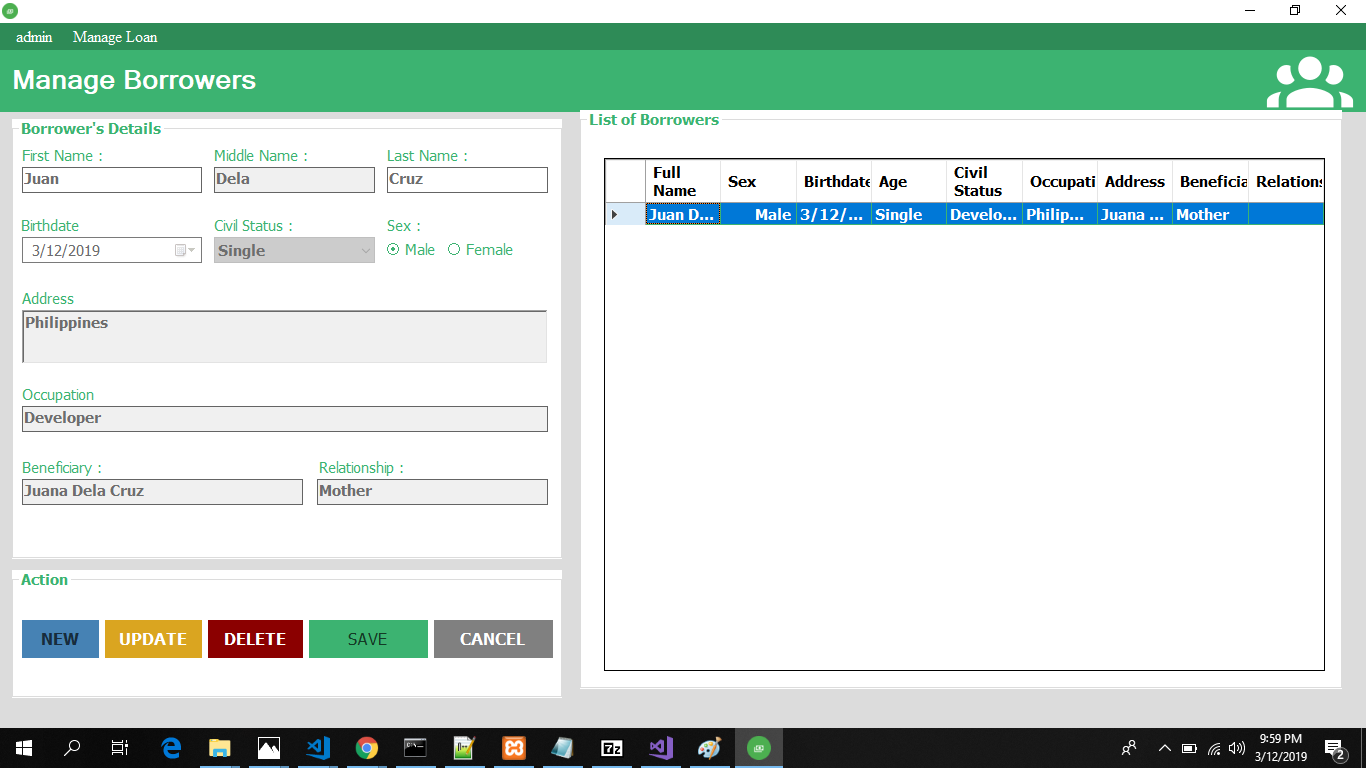 admin Manage Loan
Manage Borrowers
Borrower's Details
First Name : Middle Name : Last Name :
Juan Dela Cruz
Birthdate Civil Status : Sex :
3/12/2019 Single Male Female
Address
Philippines
Occupation
Developer
Beneficiary : Relationship :
Juana Dela Cruz Mother
Action
NEW UPDATE DELETE SAVE CANCEL
List of Borrowers
Full Name Sex Birthdate Age Civil Status Occupati Address Beneficia Relations
Juan D... Male 3/12/... Single Develo... Philip... Juana ... Mother
7z
9:59 PM
3/12/2019
2